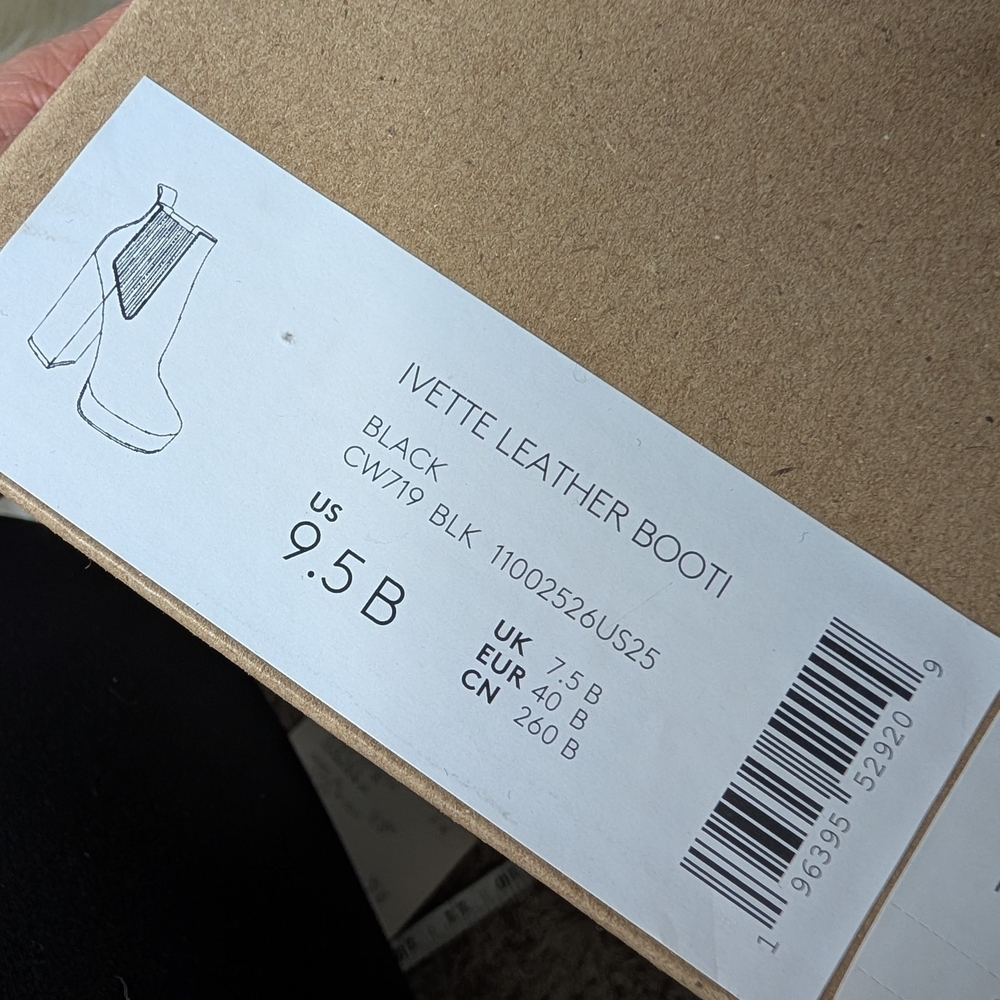 IVETTE LEATHER BOOTI
BLACK
CW719 BLK 11002526US25
US
9.5 B
UK 7.5 B
EUR 40 B
CN 260 B
1 96395 52920 9